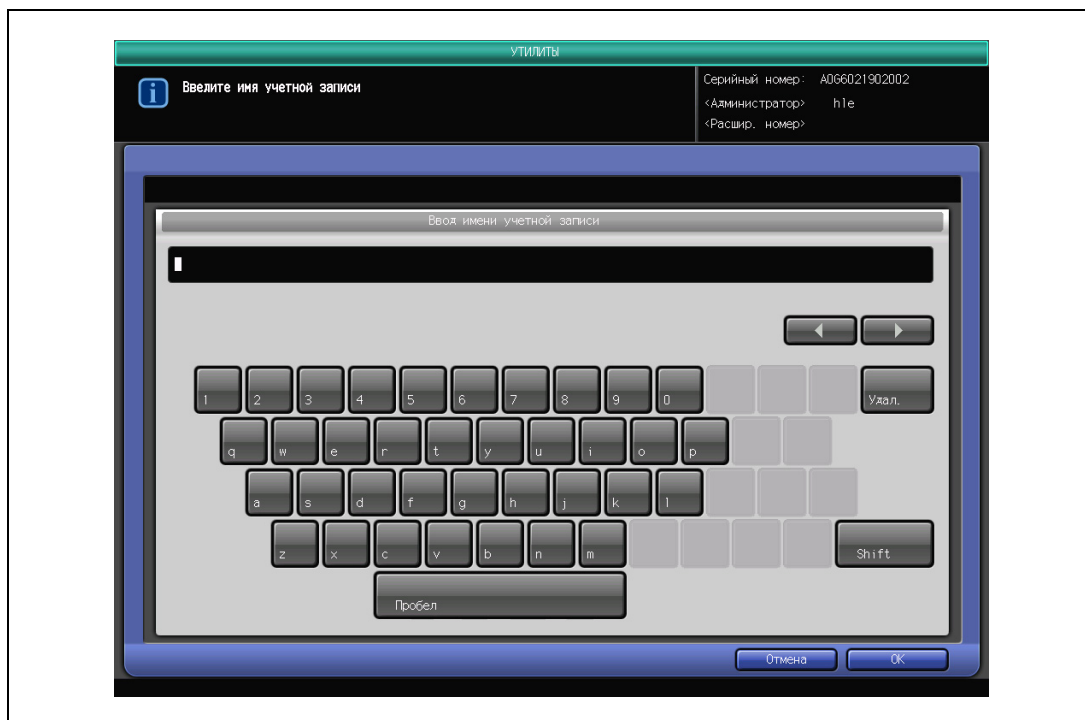 УТИЛИТЫ
Введите имя учетной записи
Серийный номер: A0G6021902002
<Администратор> hle
<Расшир. номер>
Ввод имени учетной записи
1 2 3 4 5 6 7 8 9 0 Удал.
q w e r t y u i o p
a s d f g h j k l
z x c v b n m Shift
Пробел
Отмена OK